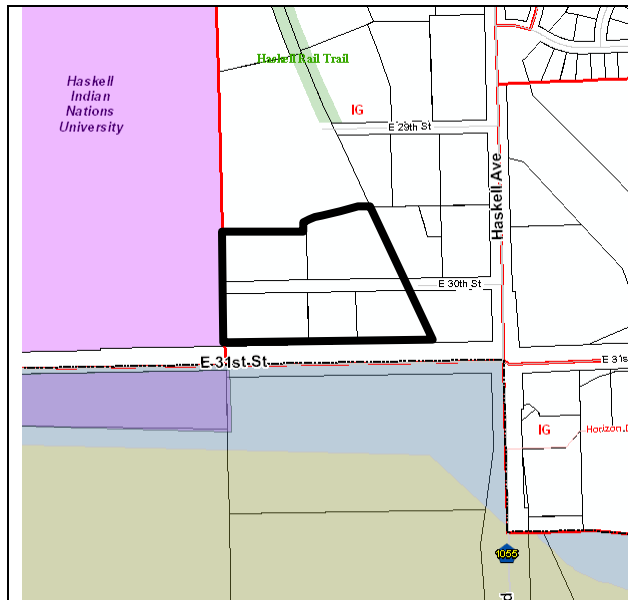 Haskell Rail Trail
Haskell
Indian
Nations
University
IG
E 29th St
Haskell Ave
E 30th St
E 31st St
E 31s
IG
Horizon
1055
d